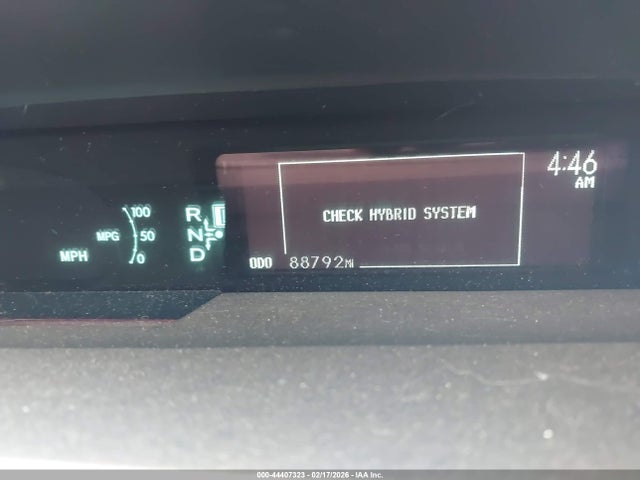 4:46
AM
100
R
MPG 50
N
CHECK HYBRID SYSTEM
MPH
0
D
ODO 88792MI
000-44407323 - 02/17/2026 - IAA Inc.